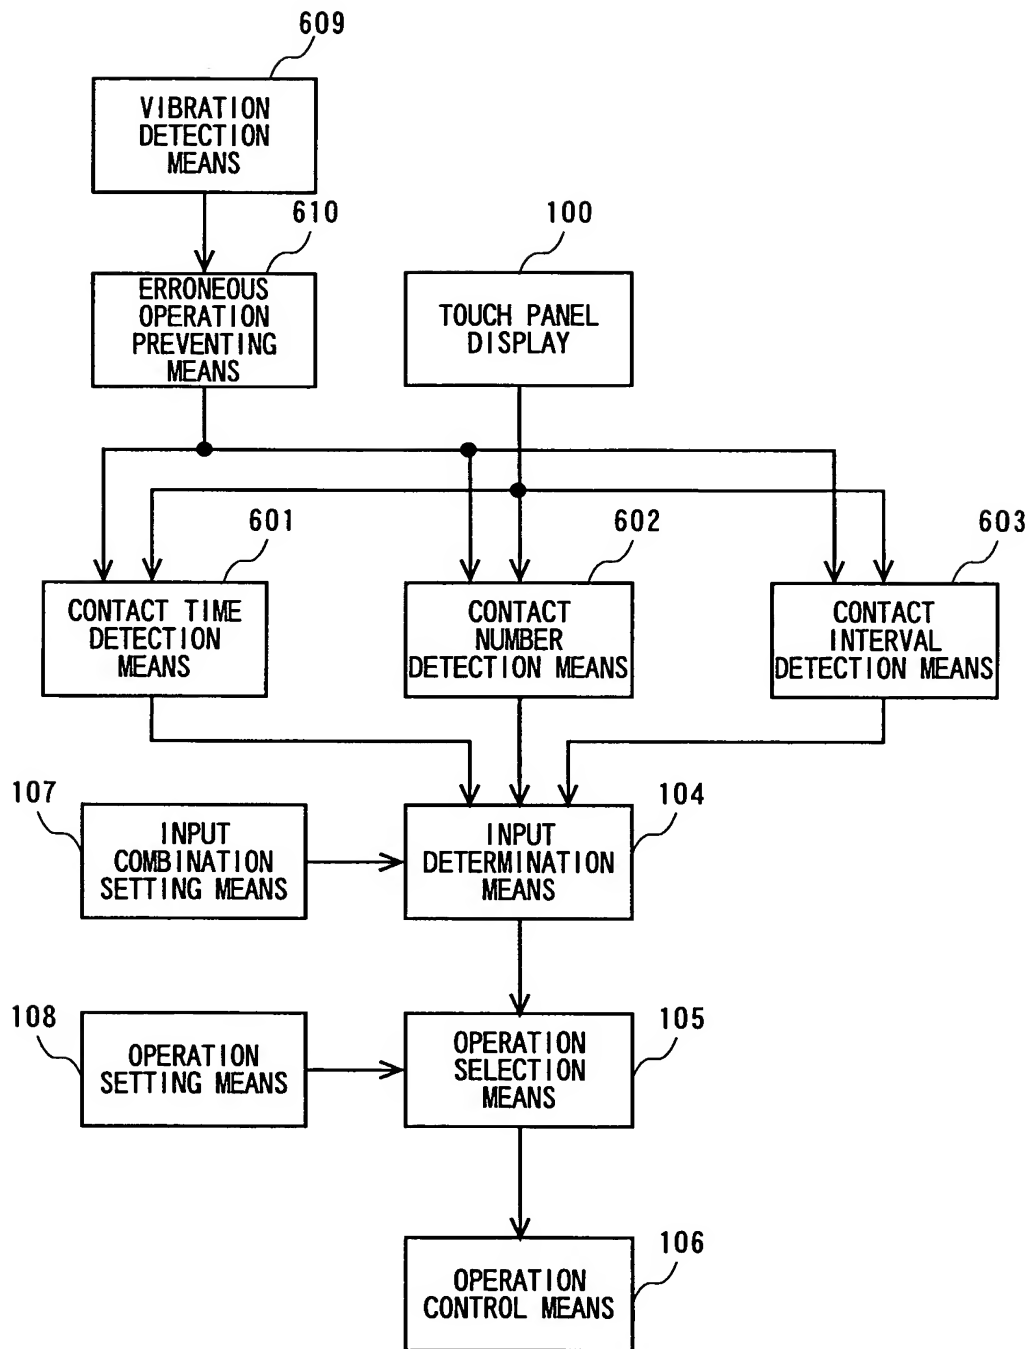 609
VIBRATION
DETECTION
MEANS
610
100
ERRONEOUS
OPERATION
PREVENTING
MEANS
TOUCH PANEL
DISPLAY
601
602
603
CONTACT TIME
DETECTION
MEANS
CONTACT
NUMBER
DETECTION MEANS
CONTACT
INTERVAL
DETECTION MEANS
107
104
INPUT
COMBINATION
SETTING MEANS
INPUT
DETERMINATION
MEANS
108
105
OPERATION
SETTING MEANS
OPERATION
SELECTION
MEANS
106
OPERATION
CONTROL MEANS